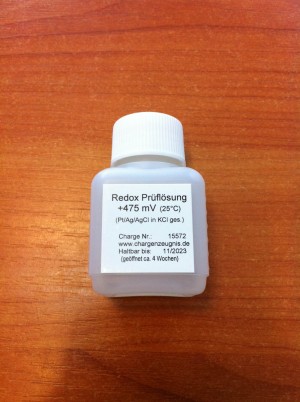 Redox Prüflösung
+475 mV (25°C)
(Pt/Ag/AgCl in KCl ges.)
Charge Nr.: 15572
www.chargenzeugnis.de
Haltbar bis: 11/2023
(geöffnet ca. 4 Wochen)